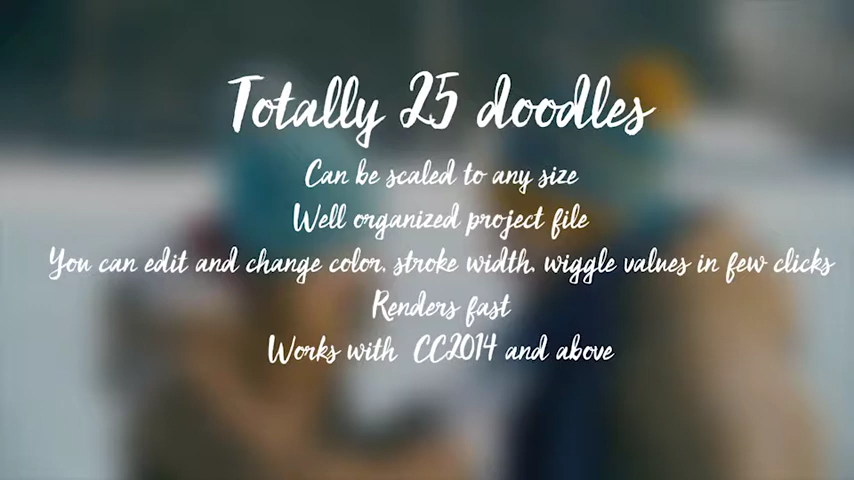 Totally 25 doodles
Can be scaled to any size
Well organized project file
You can edit and change color, stroke width, wiggle values in few clicks
Renders fast
Works with CC2014 and above